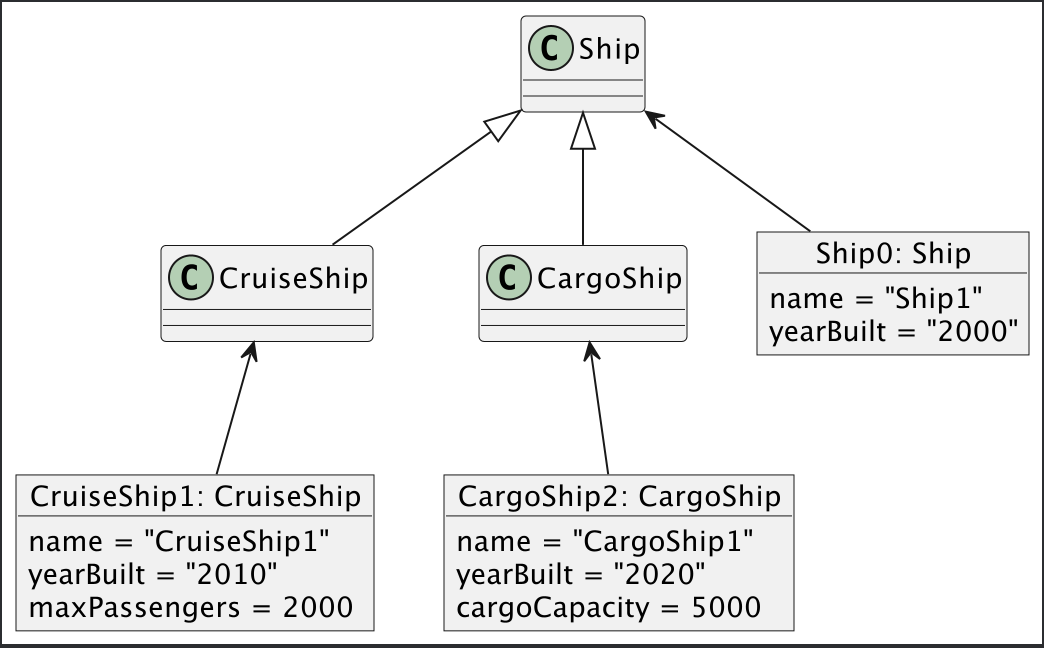 C Ship
C CruiseShip
C CargoShip
Ship0: Ship
name = "Ship1"
yearBuilt = "2000"
CruiseShip1: CruiseShip
name = "CruiseShip1"
yearBuilt = "2010"
maxPassengers = 2000
CargoShip2: CargoShip
name = "CargoShip1"
yearBuilt = "2020"
cargoCapacity = 5000